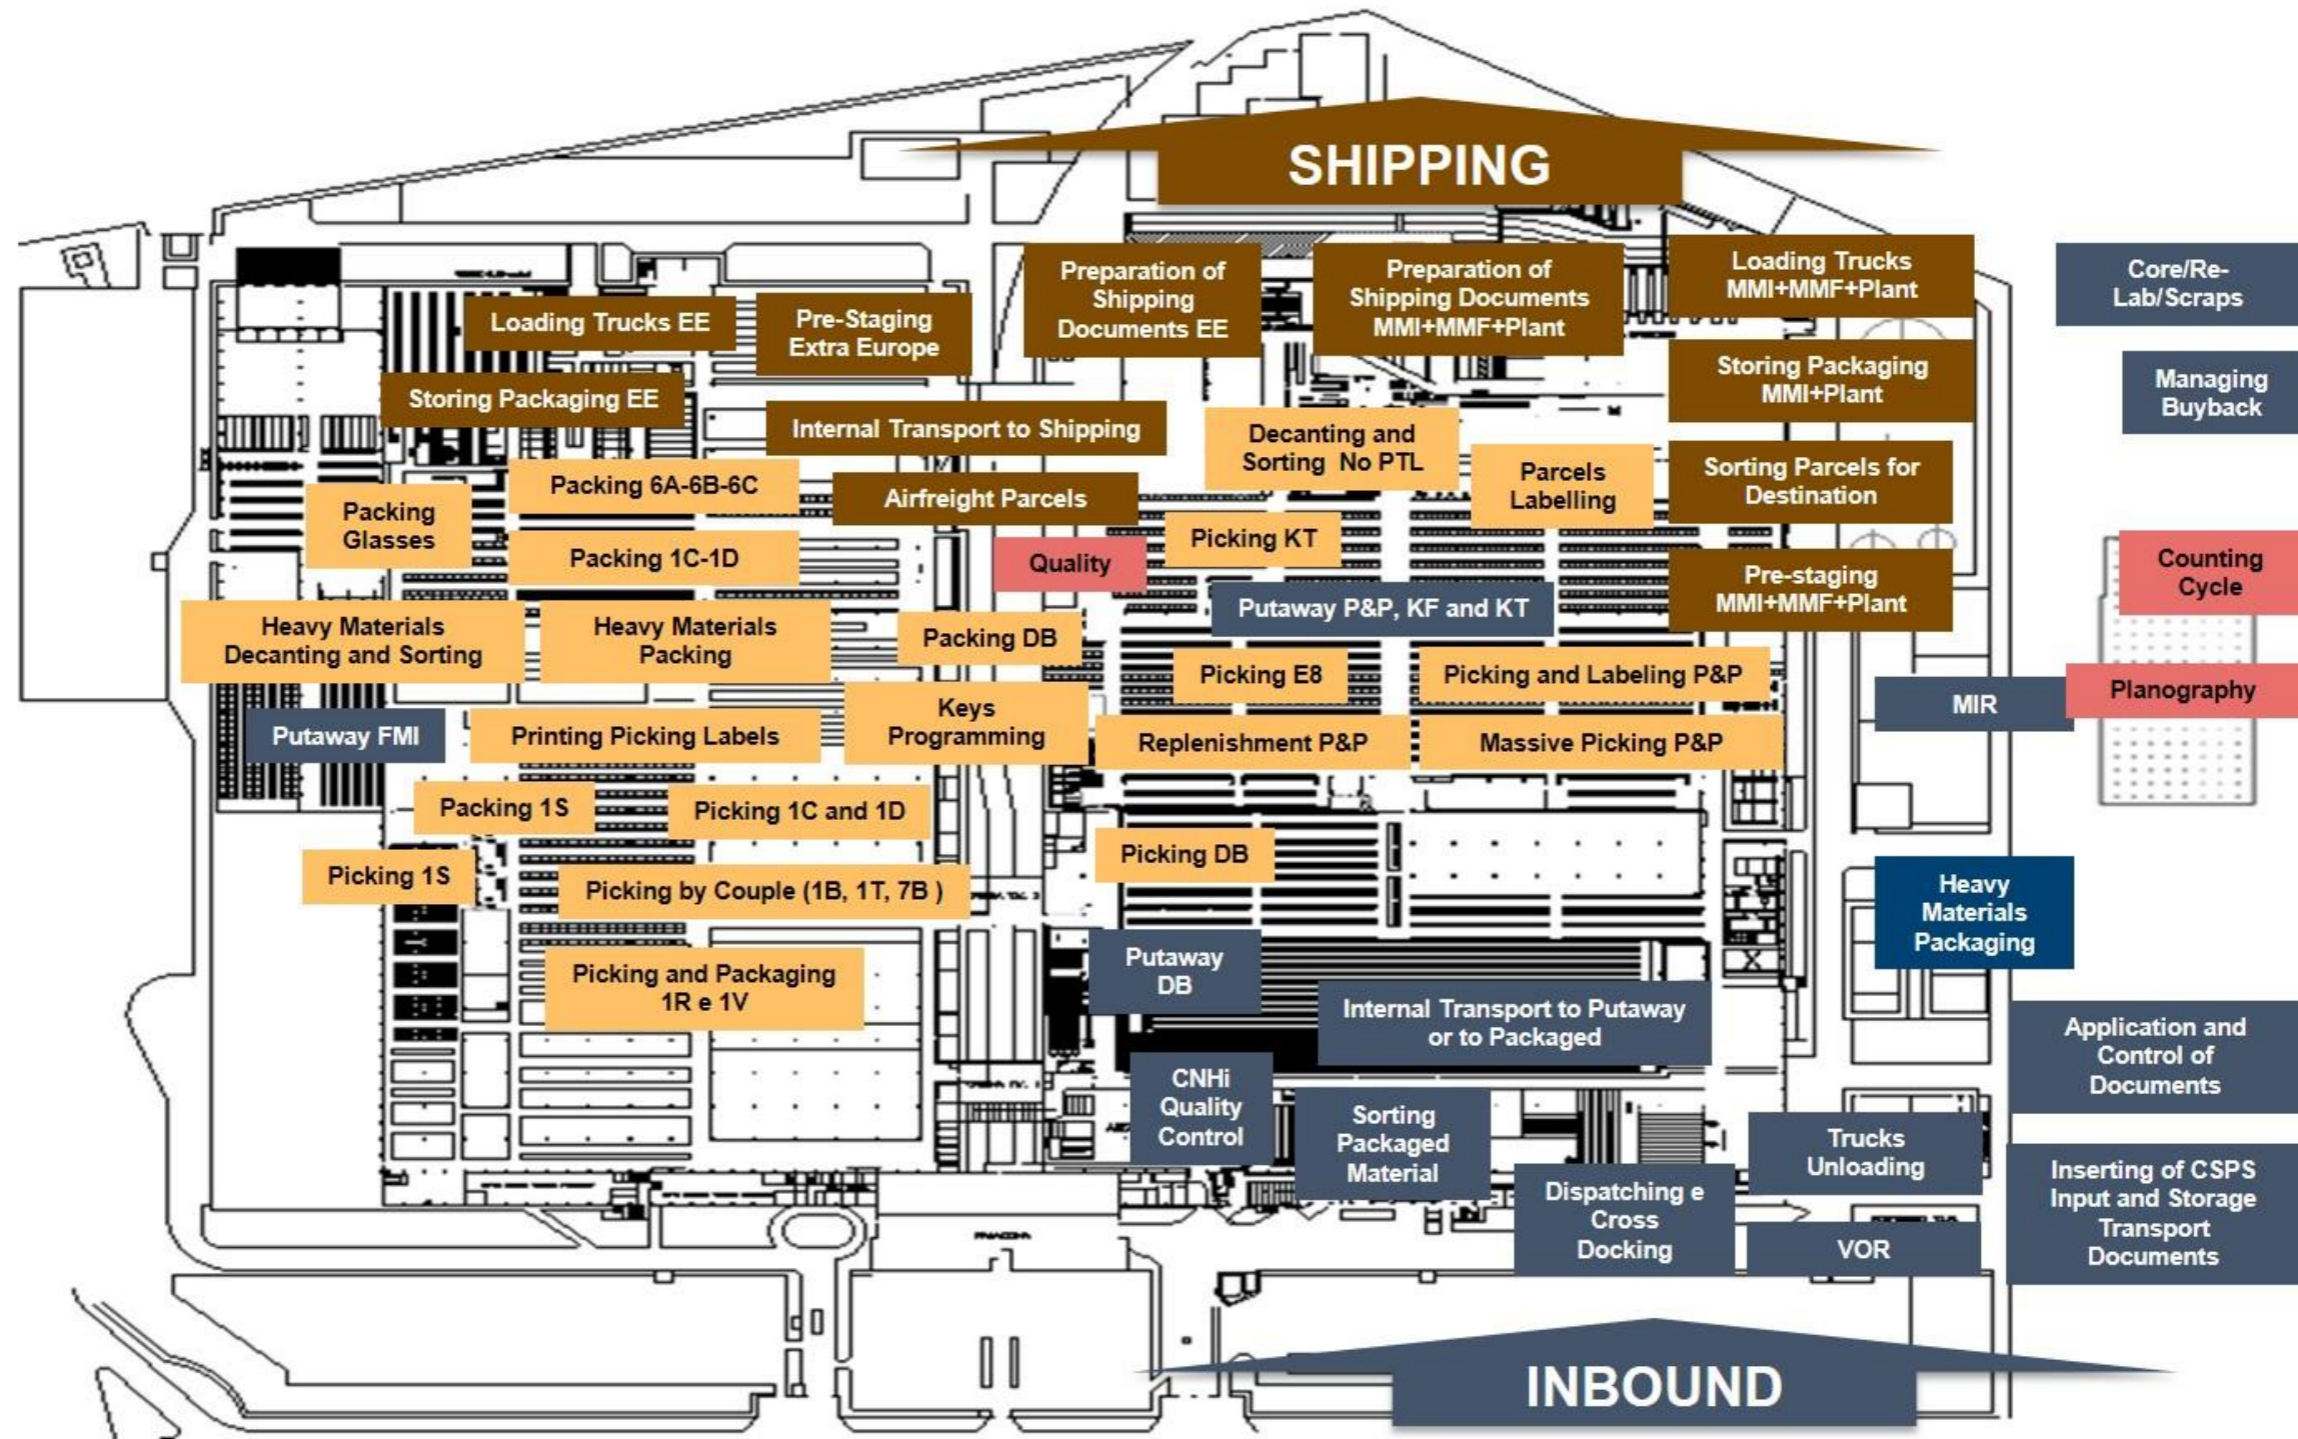 SHIPPING
Preparation of
Shipping
Documents EE
Preparation of
Shipping Documents
MMI+MMF+Plant
Loading Trucks
MMI+MMF+Plant
Core/Re-
Lab/Scraps
Loading Trucks EE
Pre-Staging
Extra Europe
Storing Packaging
MMI+Plant
Managing
Buyback
Storing Packaging EE
Internal Transport to Shipping
Decanting and
Sorting No PTL
Parcels
Labelling
Sorting Parcels for
Destination
Packing 6A-6B-6C
Airfreight Parcels
Packing
Glasses
Picking KT
Packing 1C-1D
Quality
Pre-staging
MMI+MMF+Plant
Counting
Cycle
Putaway P&P, KF and KT
Heavy Materials
Decanting and Sorting
Heavy Materials
Packing
Packing DB
Picking E8
Picking and Labeling P&P
MIR
Planography
Putaway FMI
Printing Picking Labels
Keys
Programming
Replenishment P&P
Massive Picking P&P
Packing 1S
Picking 1C and 1D
Picking DB
Picking 1S
Picking by Couple (1B, 1T, 7B )
Heavy
Materials
Packaging
Picking and Packaging
1R e 1V
Putaway
DB
Internal Transport to Putaway
or to Packaged
Application and
Control of
Documents
CNHi
Quality
Control
Sorting
Packaged
Material
Trucks
Unloading
Dispatching e
Cross
Docking
VOR
Inserting of CSPS
Input and Storage
Transport
Documents
INBOUND